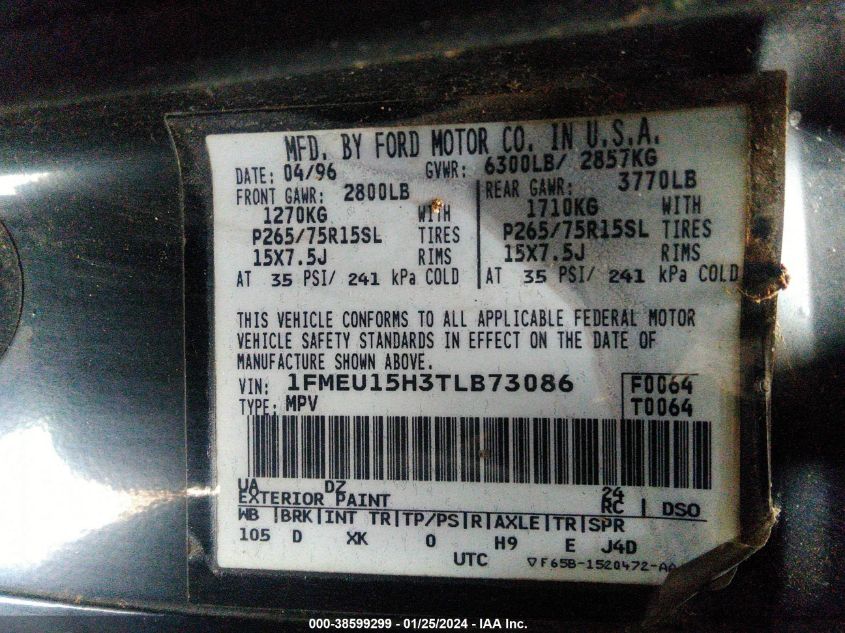 MFD. BY FORD MOTOR CO. IN U.S.A.
DATE: 04/96 GVWR: 6300LB/ 2857KG
FRONT GAWR: 2800LB REAR GAWR: 3770LB
1270KG WITH 1710KG WITH
P265/75R15SL TIRES P265/75R15SL TIRES
15X7.5J RIMS 15X7.5J RIMS
AT 35 PSI/ 241 kPa COLD AT 35 PSI/ 241 kPa COLD
THIS VEHICLE CONFORMS TO ALL APPLICABLE FEDERAL MOTOR
VEHICLE SAFETY STANDARDS IN EFFECT ON THE DATE OF
MANUFACTURE SHOWN ABOVE.
VIN: 1FMEU15H3TLB73086 F0064
TYPE: MPV T0064
UA DZ 24
EXTERIOR PAINT RC DSO
WB BRK INT TR TP/PS R AXLE TR SPR
105 D XK O H9 E J4D
UTC ▽F65B-1520472-AA
000-38599299 - 01/25/2024 - IAA Inc.